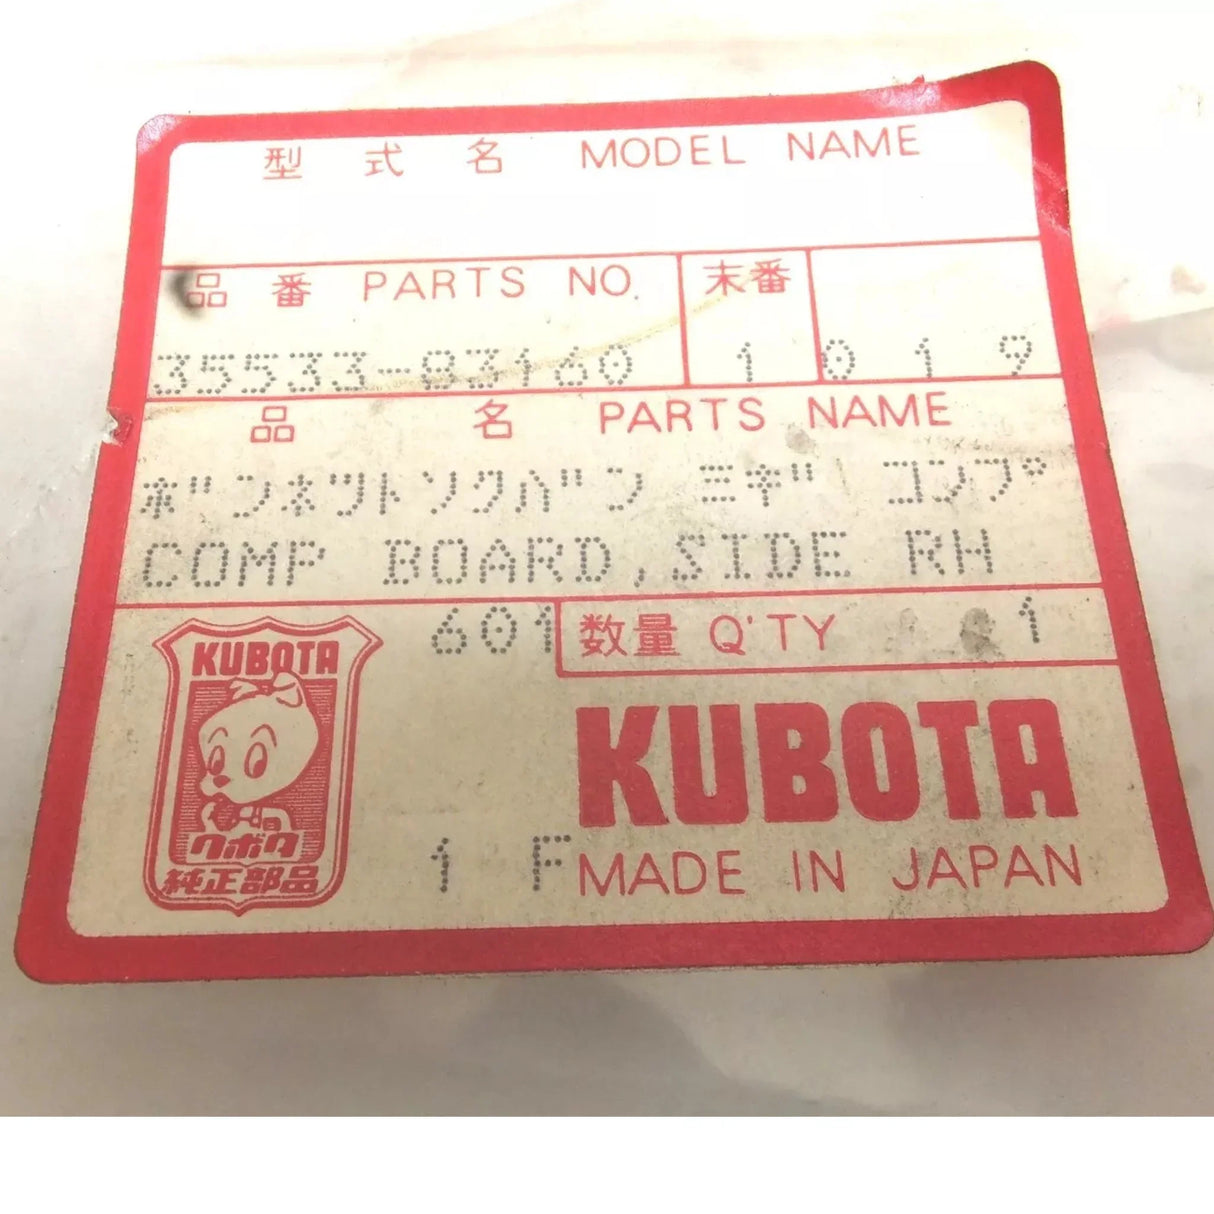 型式名 MODEL NAME
品番 PARTS NO. 末番
35533-83160 1 0 1 9
品名 PARTS NAME
ボンネツトソクバン ミギ コンプ
COMP BOARD,SIDE RH
601 数量 Q'TY 1
KUBOTA
クボタ
純正部品
KUBOTA
1 F MADE IN JAPAN